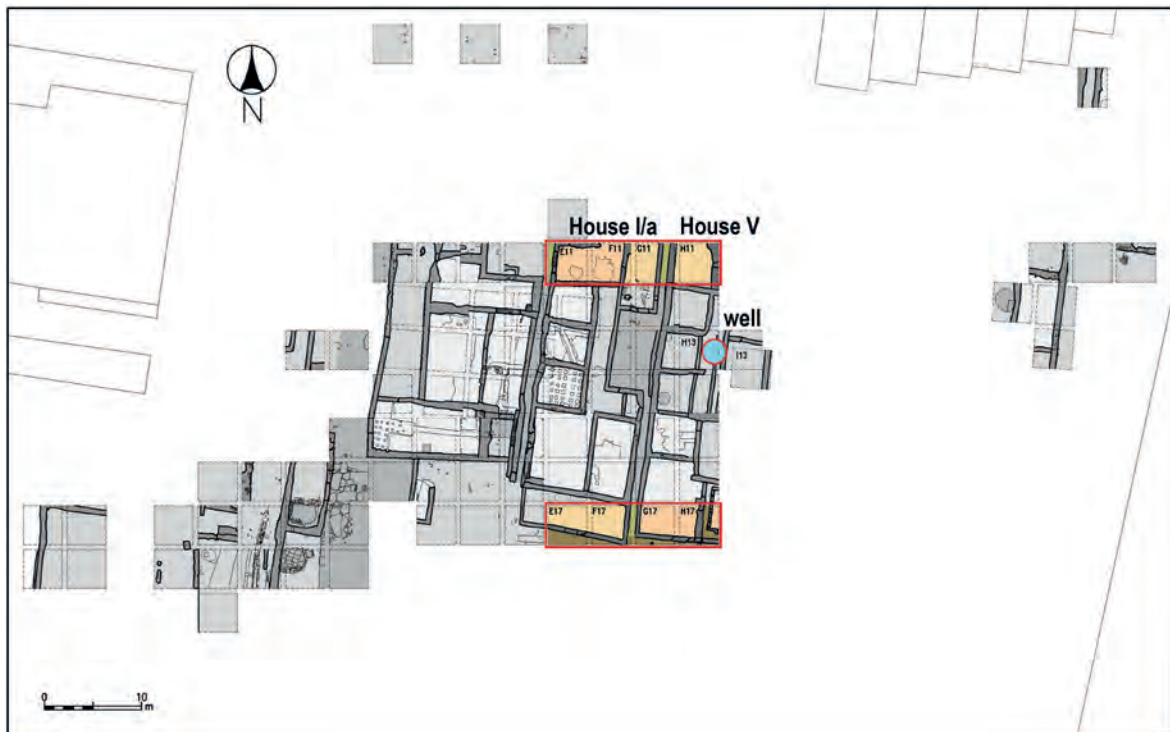 N
House I/a House V
E11 F11 G11 H11
well
H13
I13
E17 F17 G17 H17
0 10
m